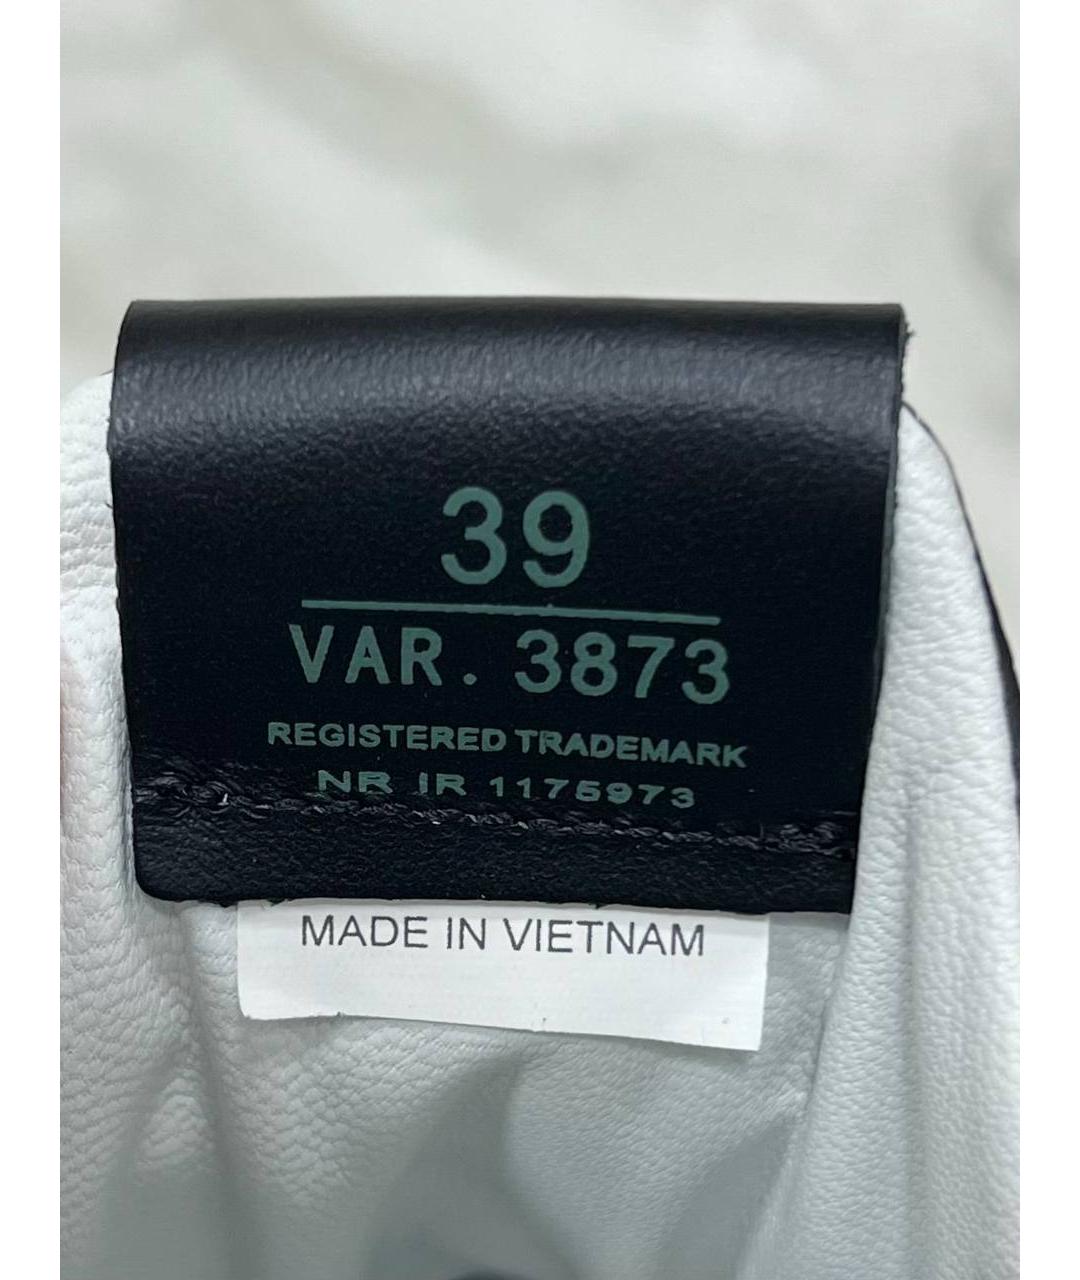 39
VAR. 3873
REGISTERED TRADEMARK
NR IR 1175973
MADE IN VIETNAM